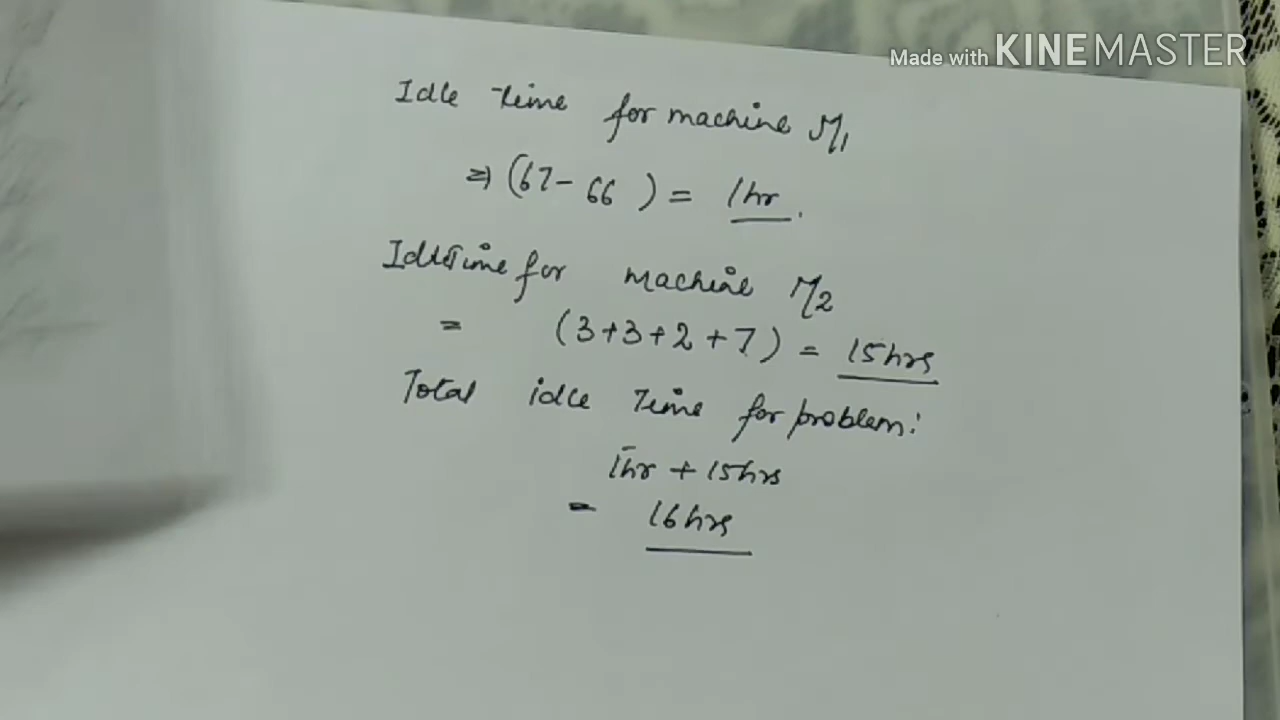 Made with KINEMASTER
Idle time for machine M1
⇒ (67 - 66 ) = 1hr.
Idle Time for machine M2
= (3+3+2+7) = 15hrs
Total idle Time for problem:
1hr + 15hrs
= 16hrs